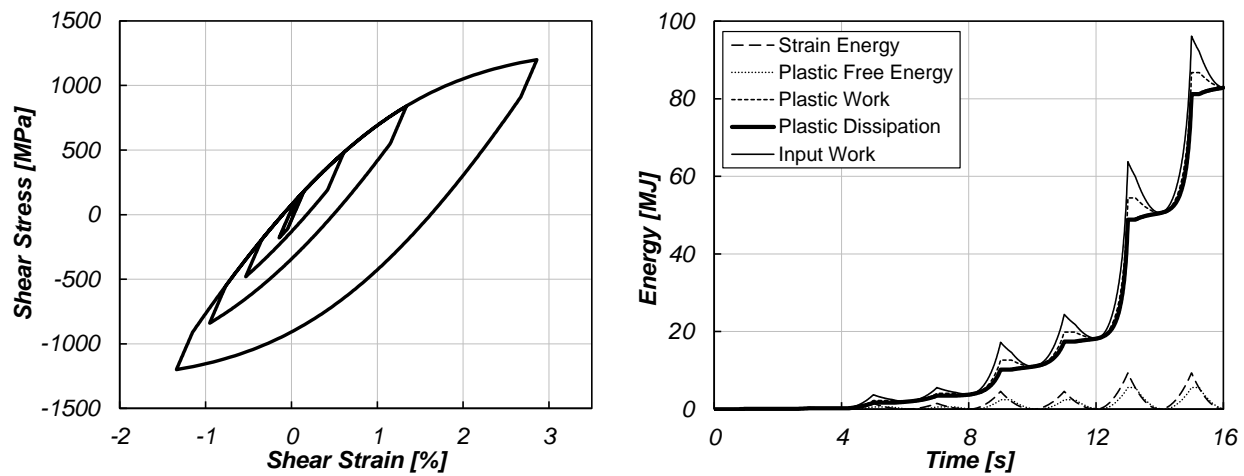 1500
1000
500
0
-500
-1000
-1500
-2
-1
0
1
2
3
Shear Stress [MPa]
Shear Strain [%]
100
80
60
40
20
0
0
4
8
12
16
Energy [MJ]
Time [s]
Strain Energy
Plastic Free Energy
Plastic Work
Plastic Dissipation
Input Work